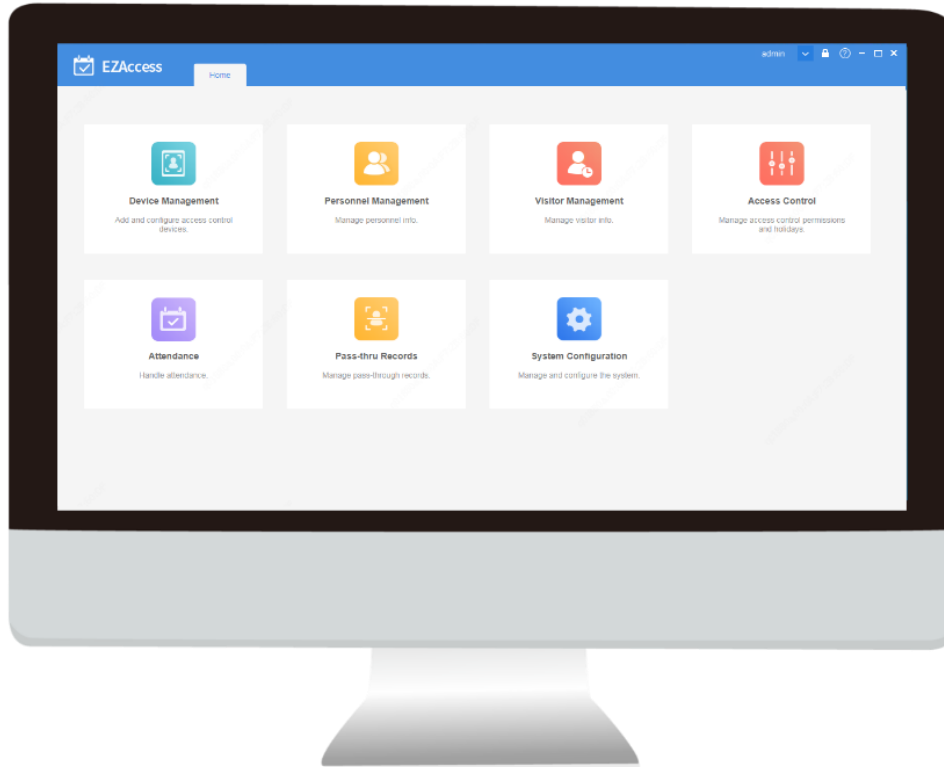 EZAccess
Home
admin
Device Management
Add and configure access control
devices.
Personnel Management
Manage personnel info.
Visitor Management
Manage visitor info.
Access Control
Manage access control permissions
and holidays.
Attendance
Handle attendance.
Pass-thru Records
Manage pass-through records.
System Configuration
Manage and configure the system.